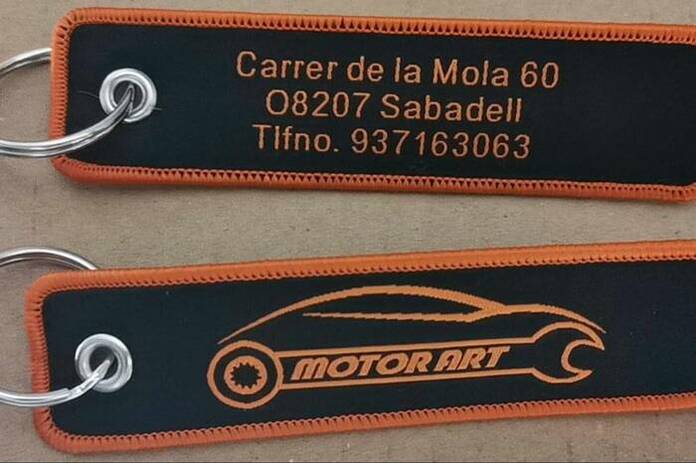 Carrer de la Mola 60
08207 Sabadell
Tlfno. 937163063
MOTOR ART